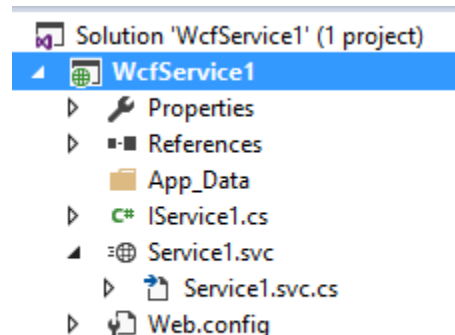 Solution 'WcfService1' (1 project)
WcfService1
Properties
References
App_Data
C# IService1.cs
Service1.svc
Service1.svc.cs
Web.config